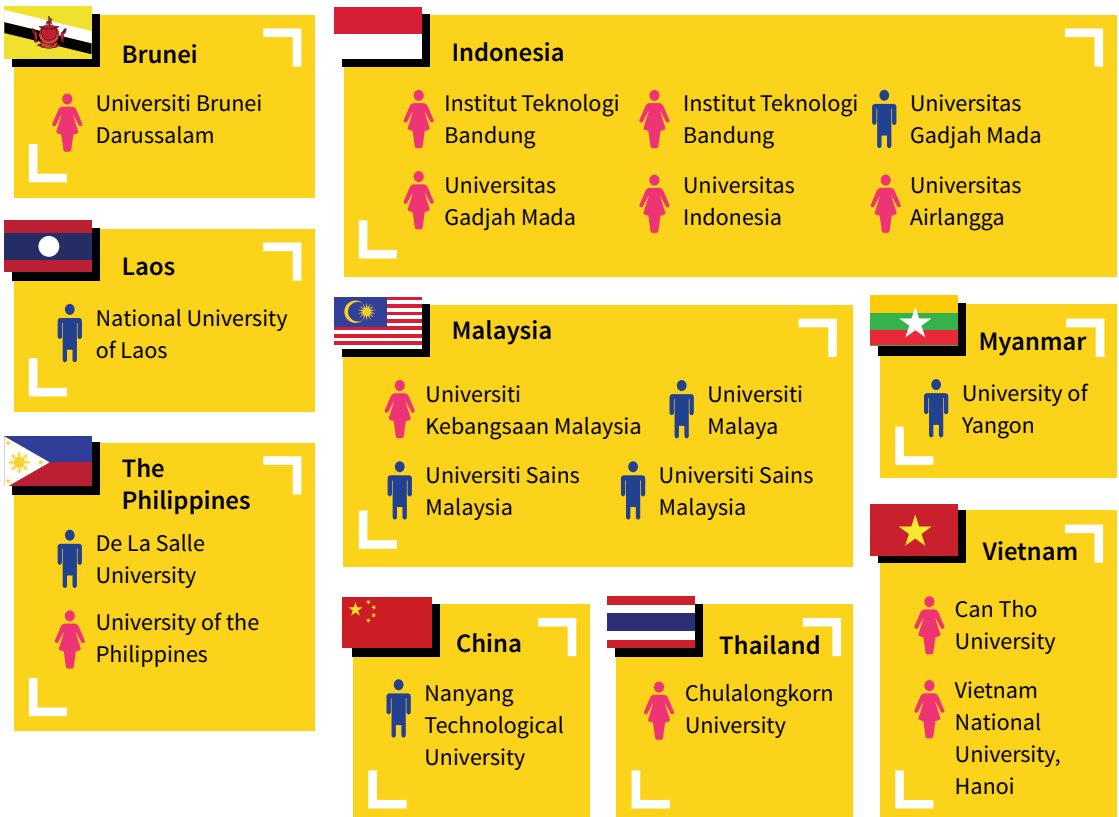 Brunei
Universiti Brunei
Darussalam
Indonesia
Institut Teknologi
Bandung
Institut Teknologi
Bandung
Universitas
Gadjah Mada
Universitas
Gadjah Mada
Universitas
Indonesia
Universitas
Airlangga
Laos
National University
of Laos
Malaysia
Universiti
Kebangsaan Malaysia
Universiti
Malaya
Universiti Sains
Malaysia
Universiti Sains
Malaysia
Myanmar
University of
Yangon
The
Philippines
De La Salle
University
University of the
Philippines
China
Nanyang
Technological
University
Thailand
Chulalongkorn
University
Vietnam
Can Tho
University
Vietnam
National
University,
Hanoi